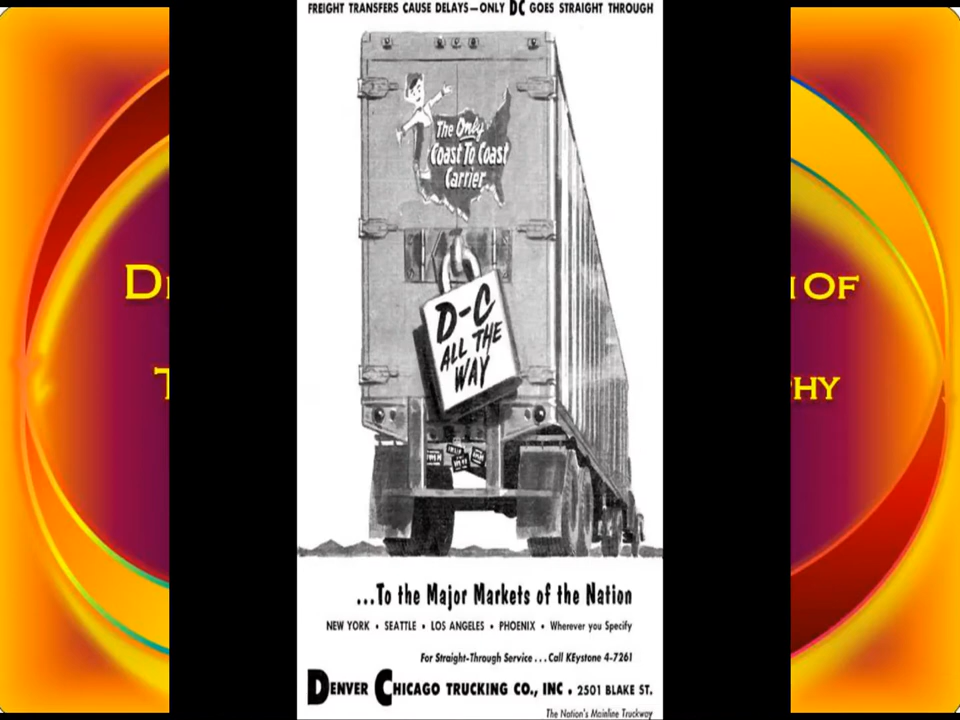 FREIGHT TRANSFERS CAUSE DELAYS—ONLY DC GOES STRAIGHT THROUGH
The Only
Coast To Coast
Carrier
D-C
ALL THE
WAY
OF
PHY
...To the Major Markets of the Nation
NEW YORK • SEATTLE • LOS ANGELES • PHOENIX • Wherever you Specify
For Straight-Through Service...Call KEystone 4-7261
DENVER CHICAGO TRUCKING CO., INC • 2501 BLAKE ST.
The Nation's Mainline Truckway